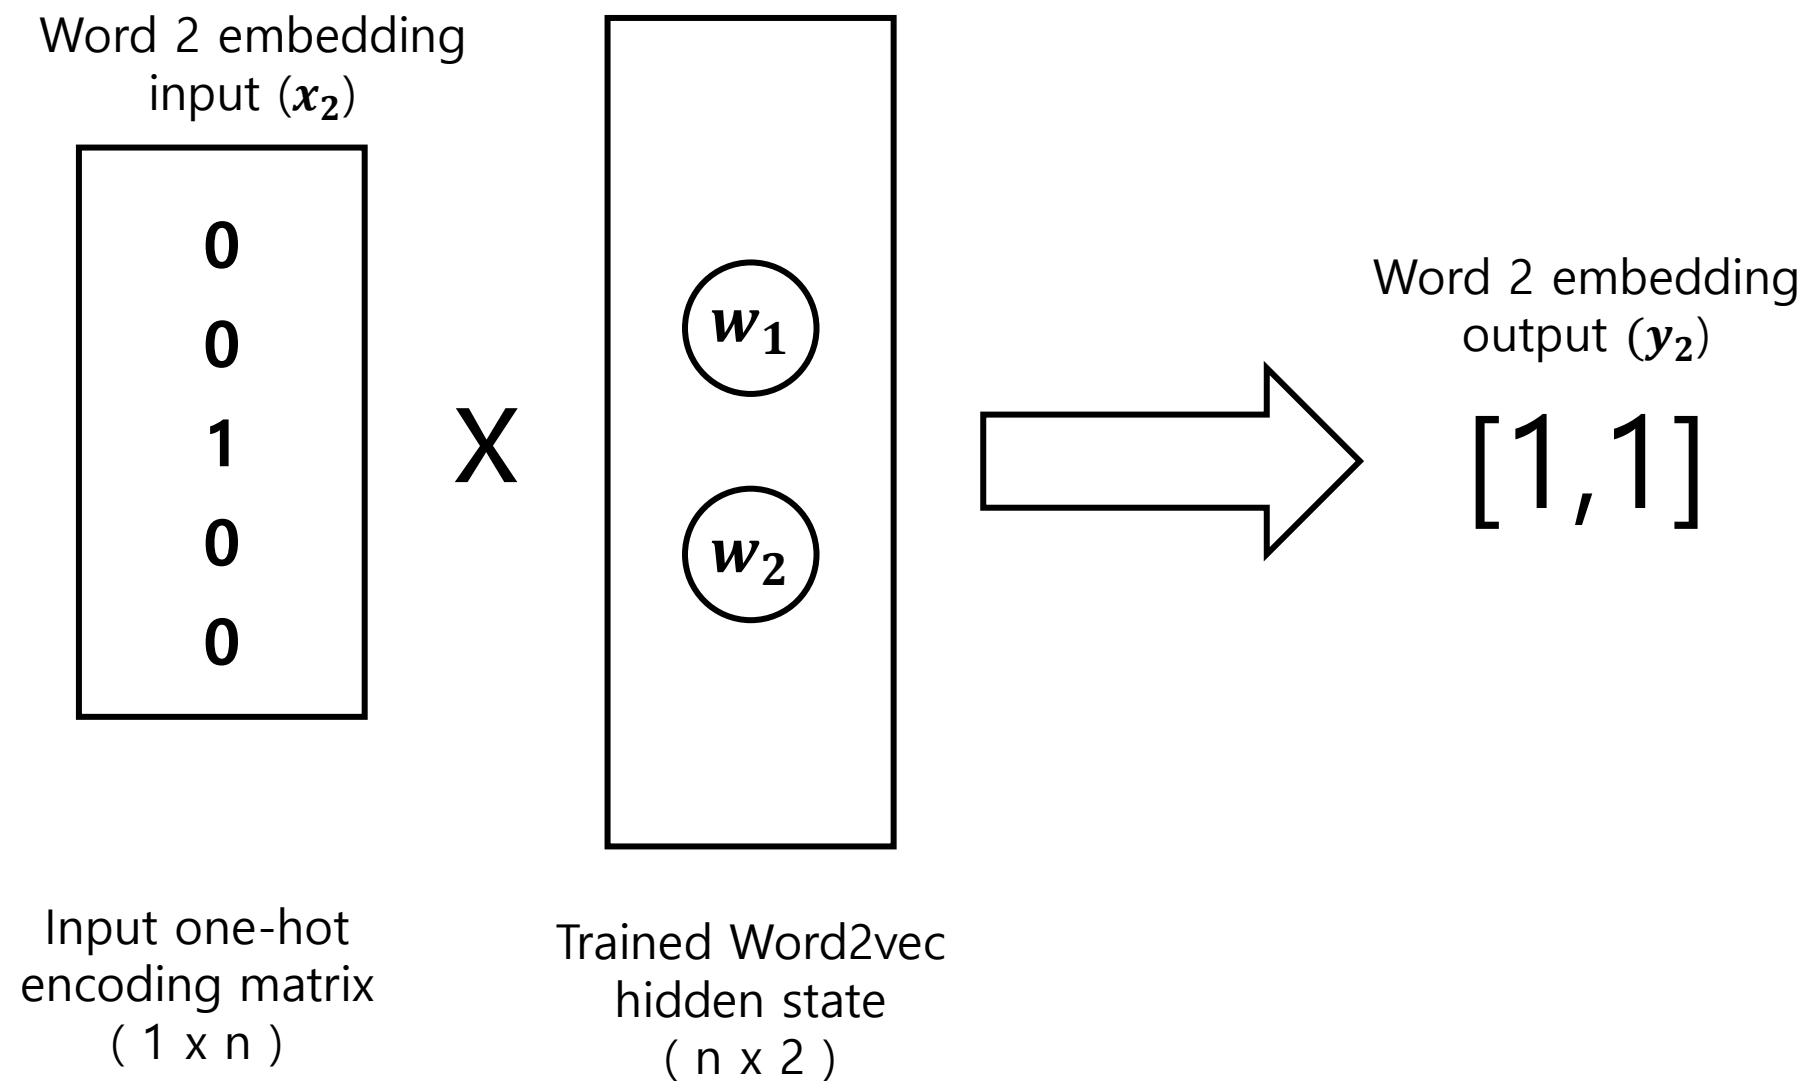 Word 2 embedding
input (x₂)
0
0
1
0
0
X
w₁
w₂
Word 2 embedding
output (y₂)
[1,1]
Input one-hot
encoding matrix
( 1 x n )
Trained Word2vec
hidden state
( n x 2 )